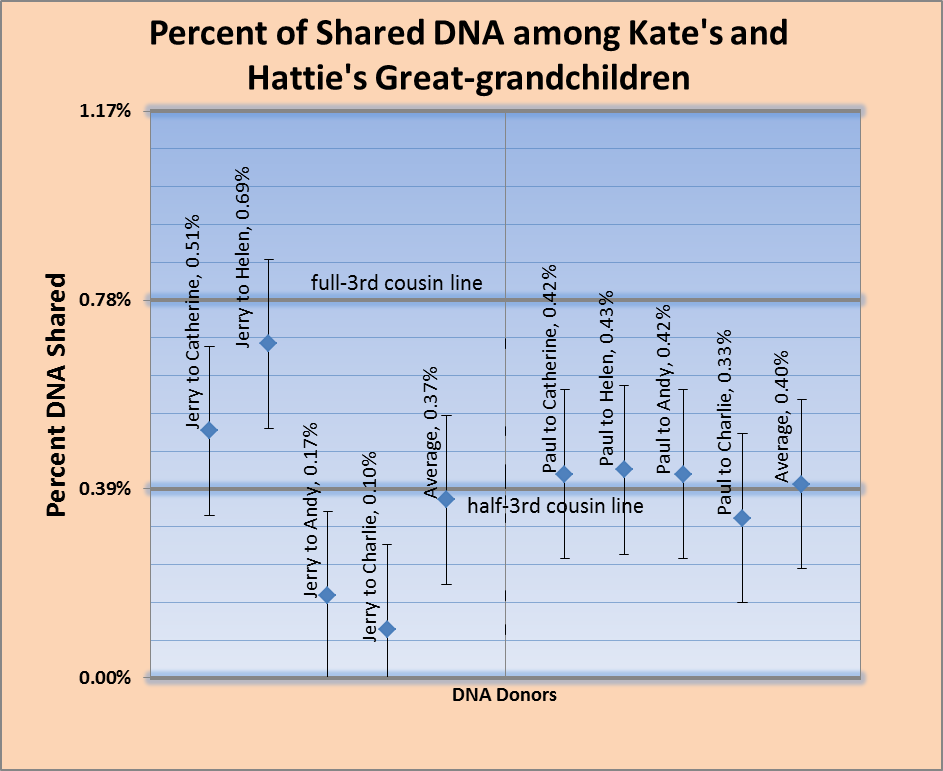 Percent of Shared DNA among Kate's and
Hattie's Great-grandchildren
Percent DNA Shared
1.17%
0.78%
0.39%
0.00%
full-3rd cousin line
half-3rd cousin line
Jerry to Catherine, 0.51%
Jerry to Helen, 0.69%
Jerry to Andy, 0.17%
Jerry to Charlie, 0.10%
Average, 0.37%
Paul to Catherine, 0.42%
Paul to Helen, 0.43%
Paul to Andy, 0.42%
Paul to Charlie, 0.33%
Average, 0.40%
DNA Donors